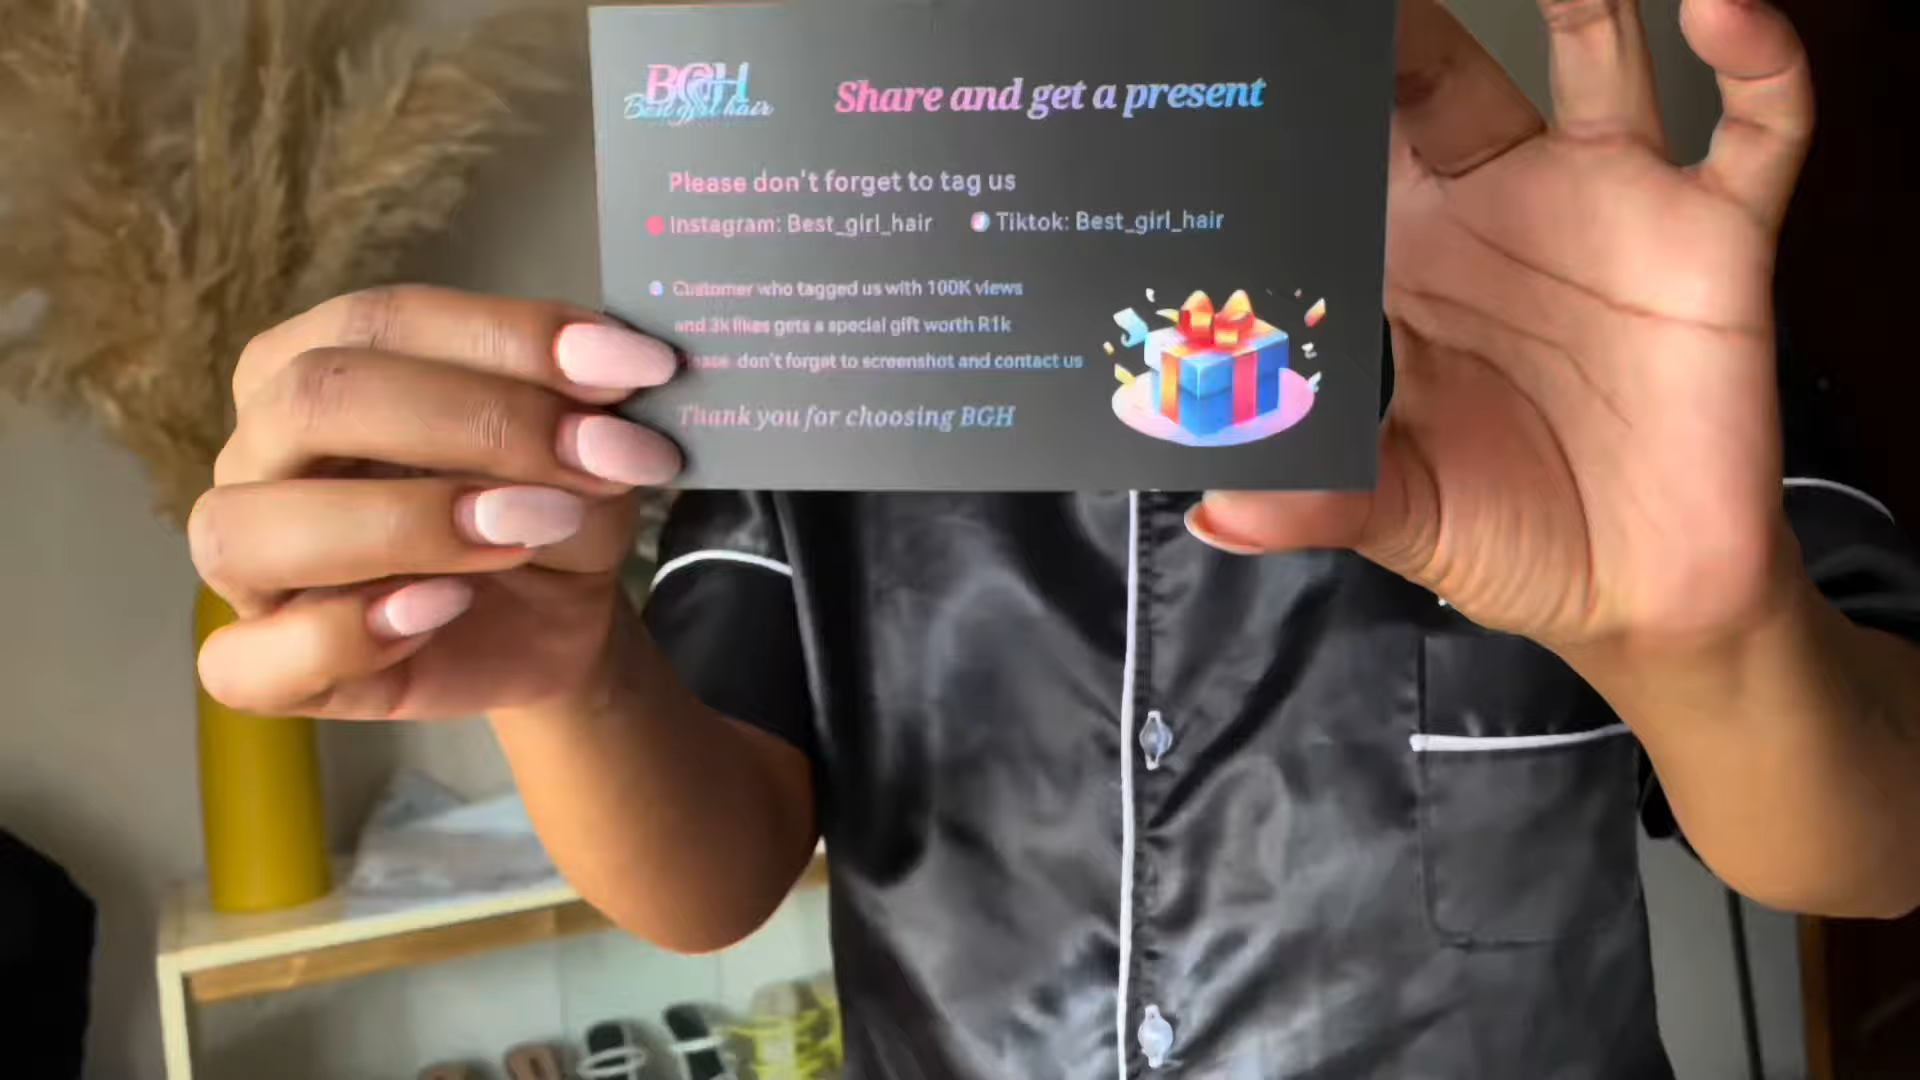 BGH
Best girl hair
Share and get a present
Please don't forget to tag us
Instagram: Best_girl_hair
Tiktok: Best_girl_hair
Customer who tagged us with 100K views
and 3k likes gets a special gift worth R1k
Please don't forget to screenshot and contact us
Thank you for choosing BGH